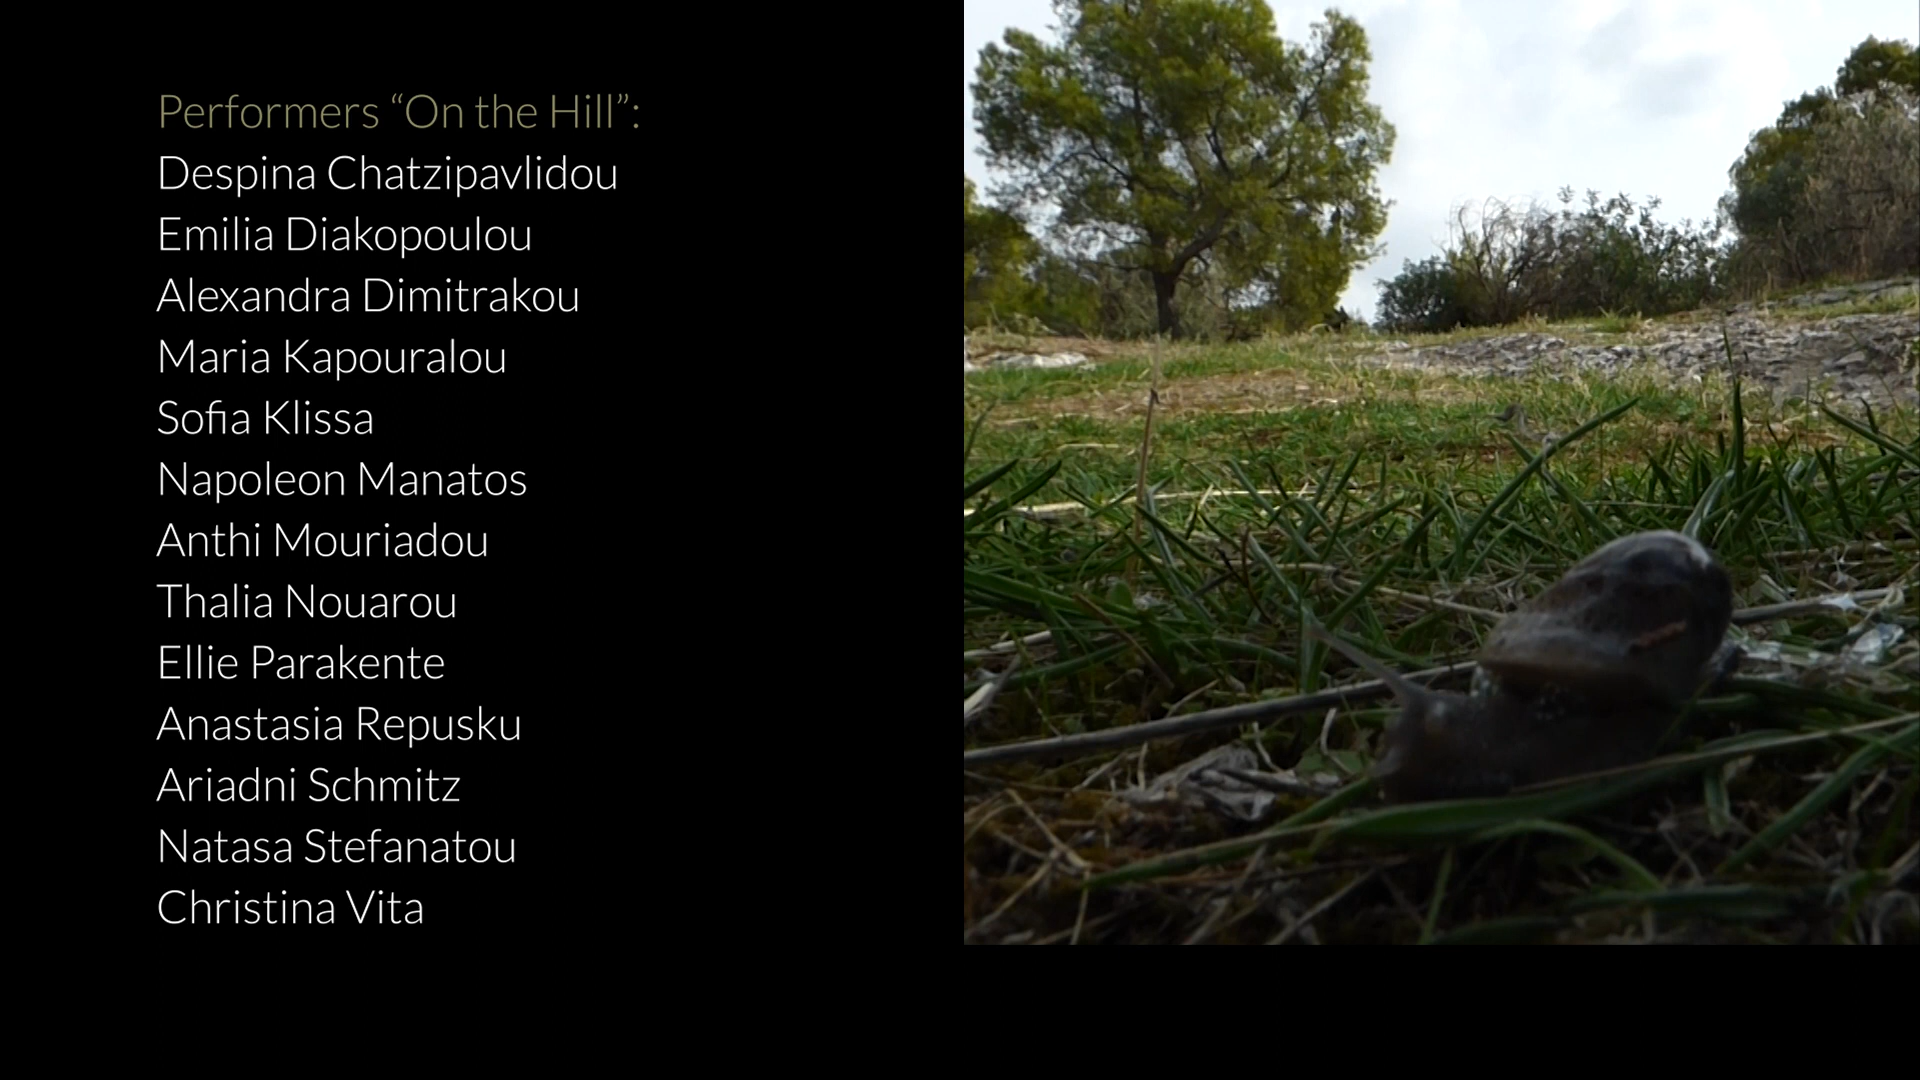 Performers “On the Hill”:
Despina Chatzipavlidou
Emilia Diakopoulou
Alexandra Dimitrakou
Maria Kapouralou
Sofia Klissa
Napoleon Manatos
Anthi Mouriadou
Thalia Nouarou
Ellie Parakente
Anastasia Repusku
Ariadni Schmitz
Natasa Stefanatou
Christina Vita